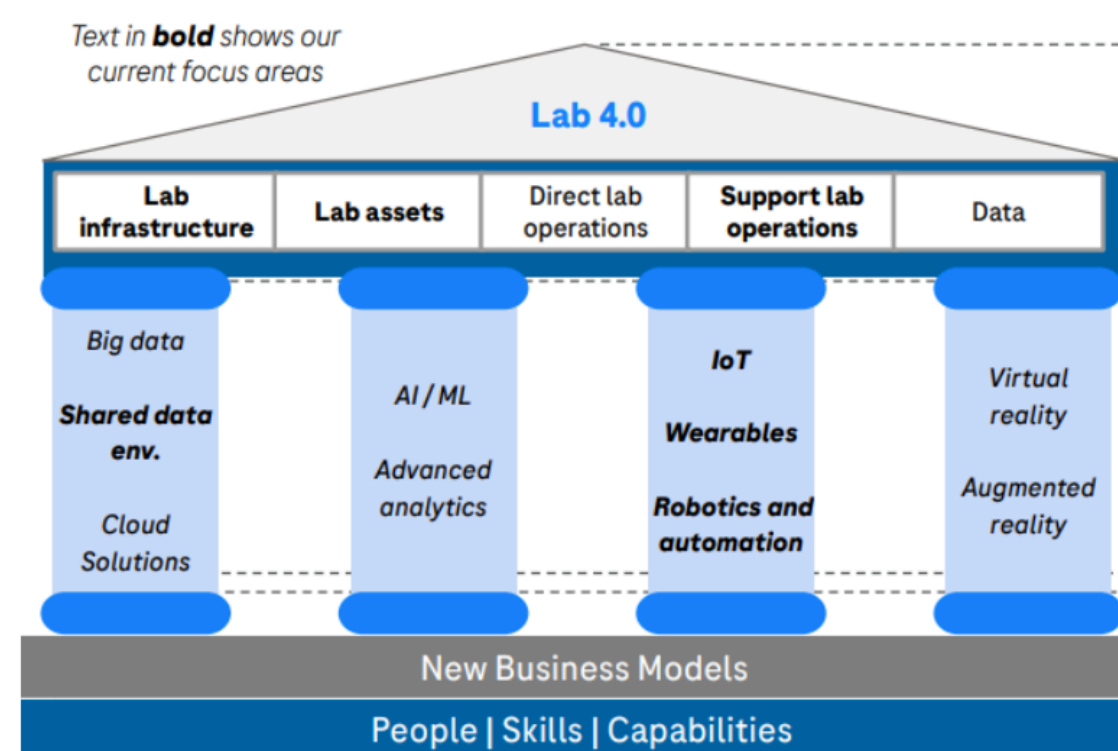 Text in bold shows our
current focus areas
Lab 4.0
Lab
infrastructure
Lab assets
Direct lab
operations
Support lab
operations
Data
Big data
Shared data
env.
Cloud
Solutions
AI / ML
Advanced
analytics
IoT
Wearables
Robotics and
automation
Virtual
reality
Augmented
reality
New Business Models
People | Skills | Capabilities